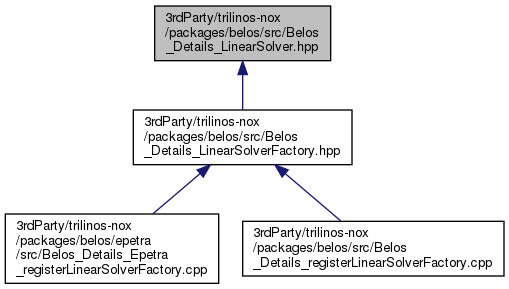 3rdParty/trilinos-nox
/packages/belos/src/Belos
_Details_LinearSolver.hpp
3rdParty/trilinos-nox
/packages/belos/src/Belos
_Details_LinearSolverFactory.hpp
3rdParty/trilinos-nox
/packages/belos/epetra
/src/Belos_Details_Epetra
_registerLinearSolverFactory.cpp
3rdParty/trilinos-nox
/packages/belos/src/Belos
_Details_registerLinearSolverFactory.cpp